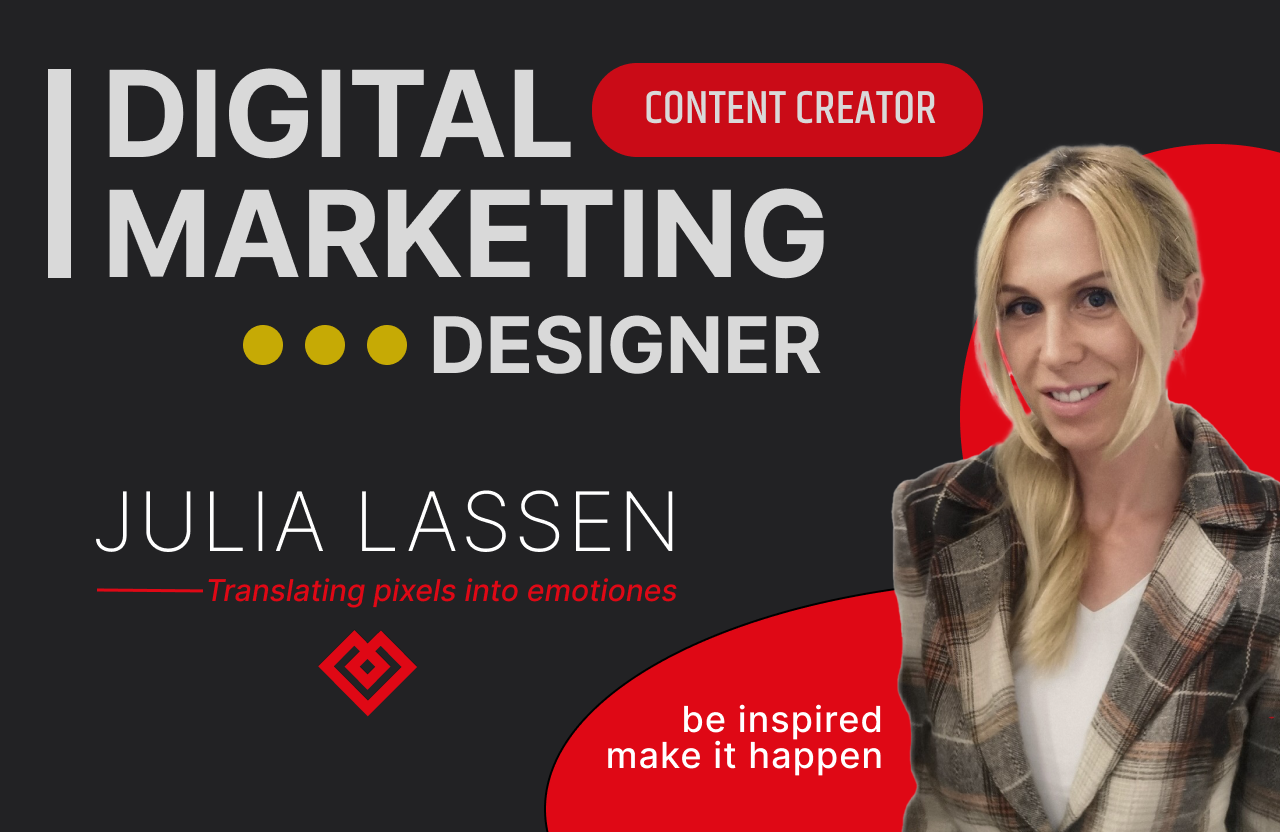 DIGITAL CONTENT CREATOR
MARKETING
DESIGNER
JULIA LASSEN
Translating pixels into emotiones
be inspired
make it happen